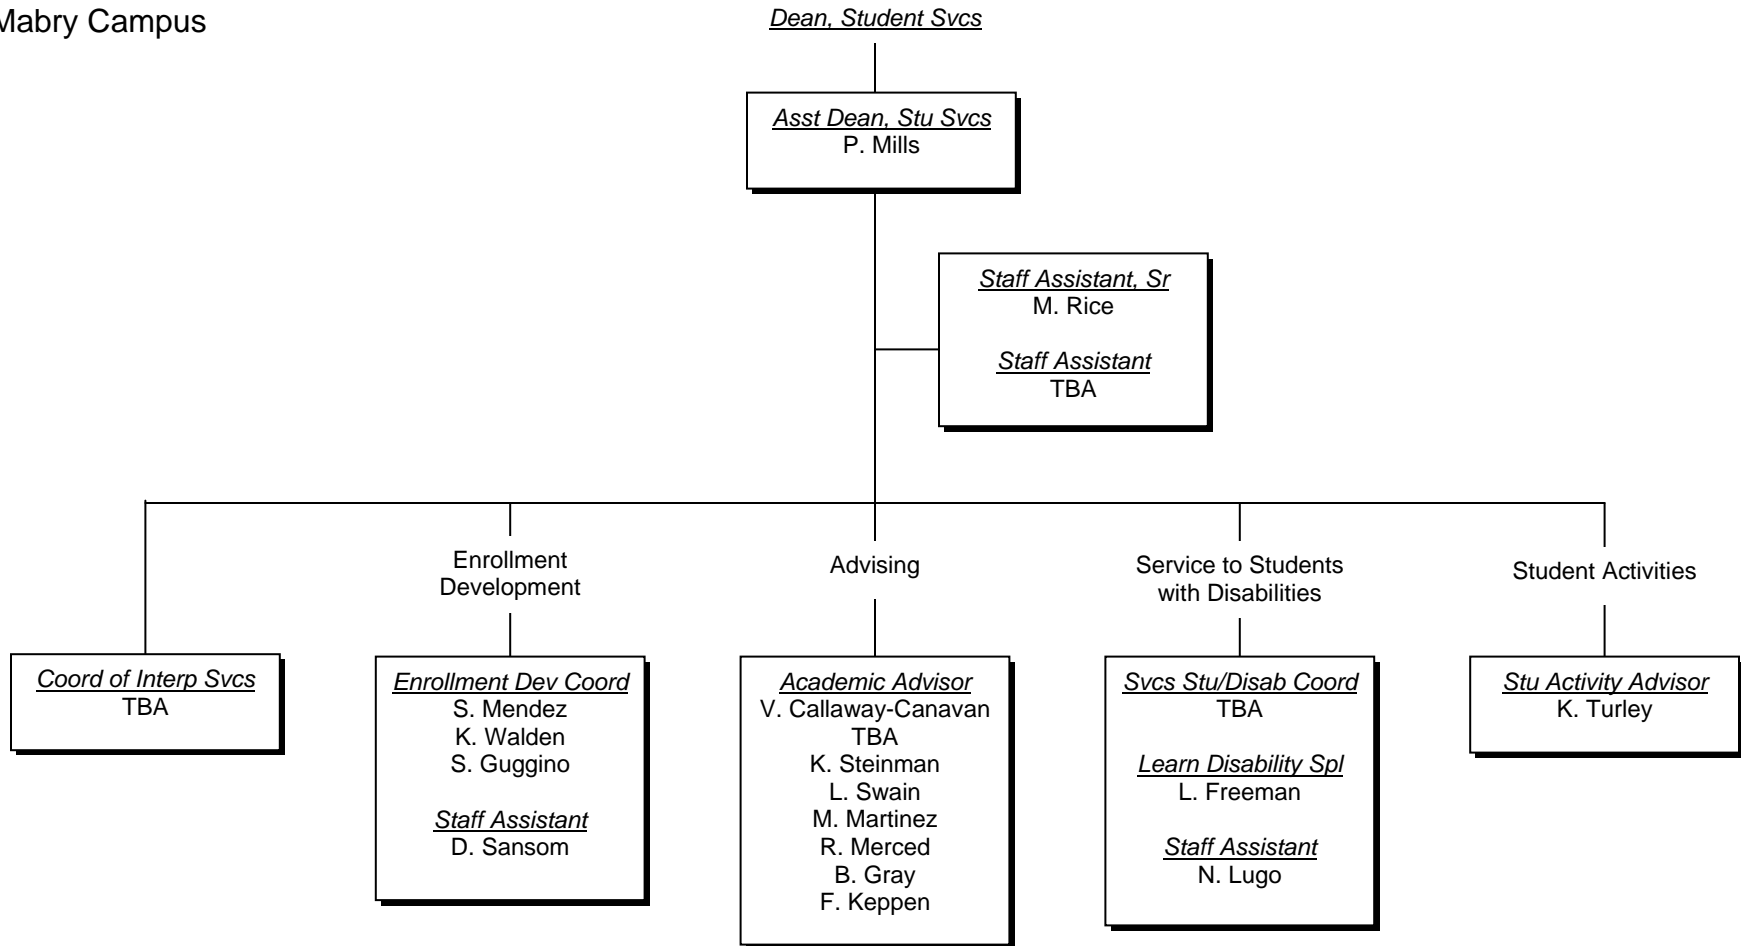 Mabry Campus
Dean, Student Svcs
Asst Dean, Stu Svcs
P. Mills
Staff Assistant, Sr
M. Rice
Staff Assistant
TBA
Enrollment
Development
Advising
Service to Students
with Disabilities
Student Activities
Coord of Interp Svcs
TBA
Enrollment Dev Coord
S. Mendez
K. Walden
S. Guggino
Staff Assistant
D. Sansom
Academic Advisor
V. Callaway-Canavan
TBA
K. Steinman
L. Swain
M. Martinez
R. Merced
B. Gray
F. Keppen
Svcs Stu/Disab Coord
TBA
Learn Disability Spl
L. Freeman
Staff Assistant
N. Lugo
Stu Activity Advisor
K. Turley